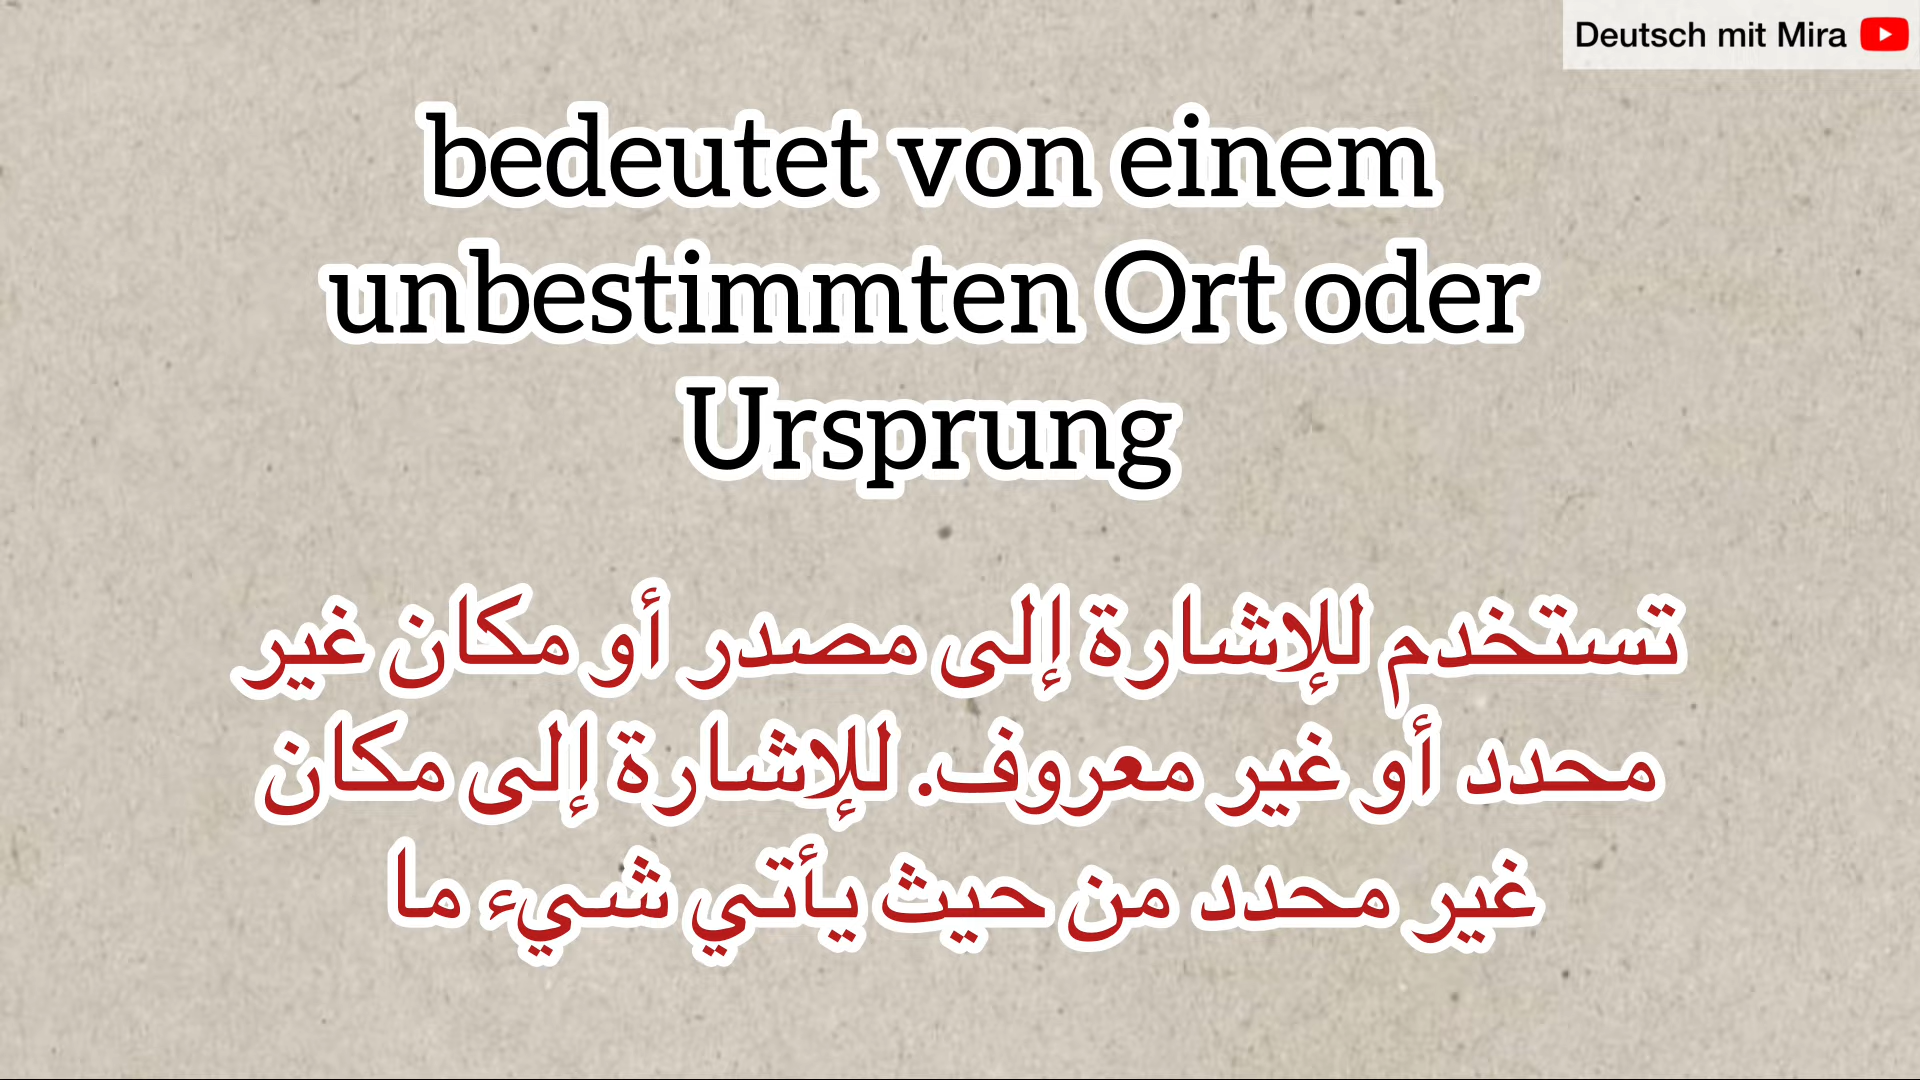 Deutsch mit Mira
bedeutet von einem
unbestimmten Ort oder
Ursprung
تستخدم للإشارة إلى مصدر أو مكان غير
محدد أو غير معروف. للإشارة إلى مكان
غير محدد من حيث يأتي شيء ما